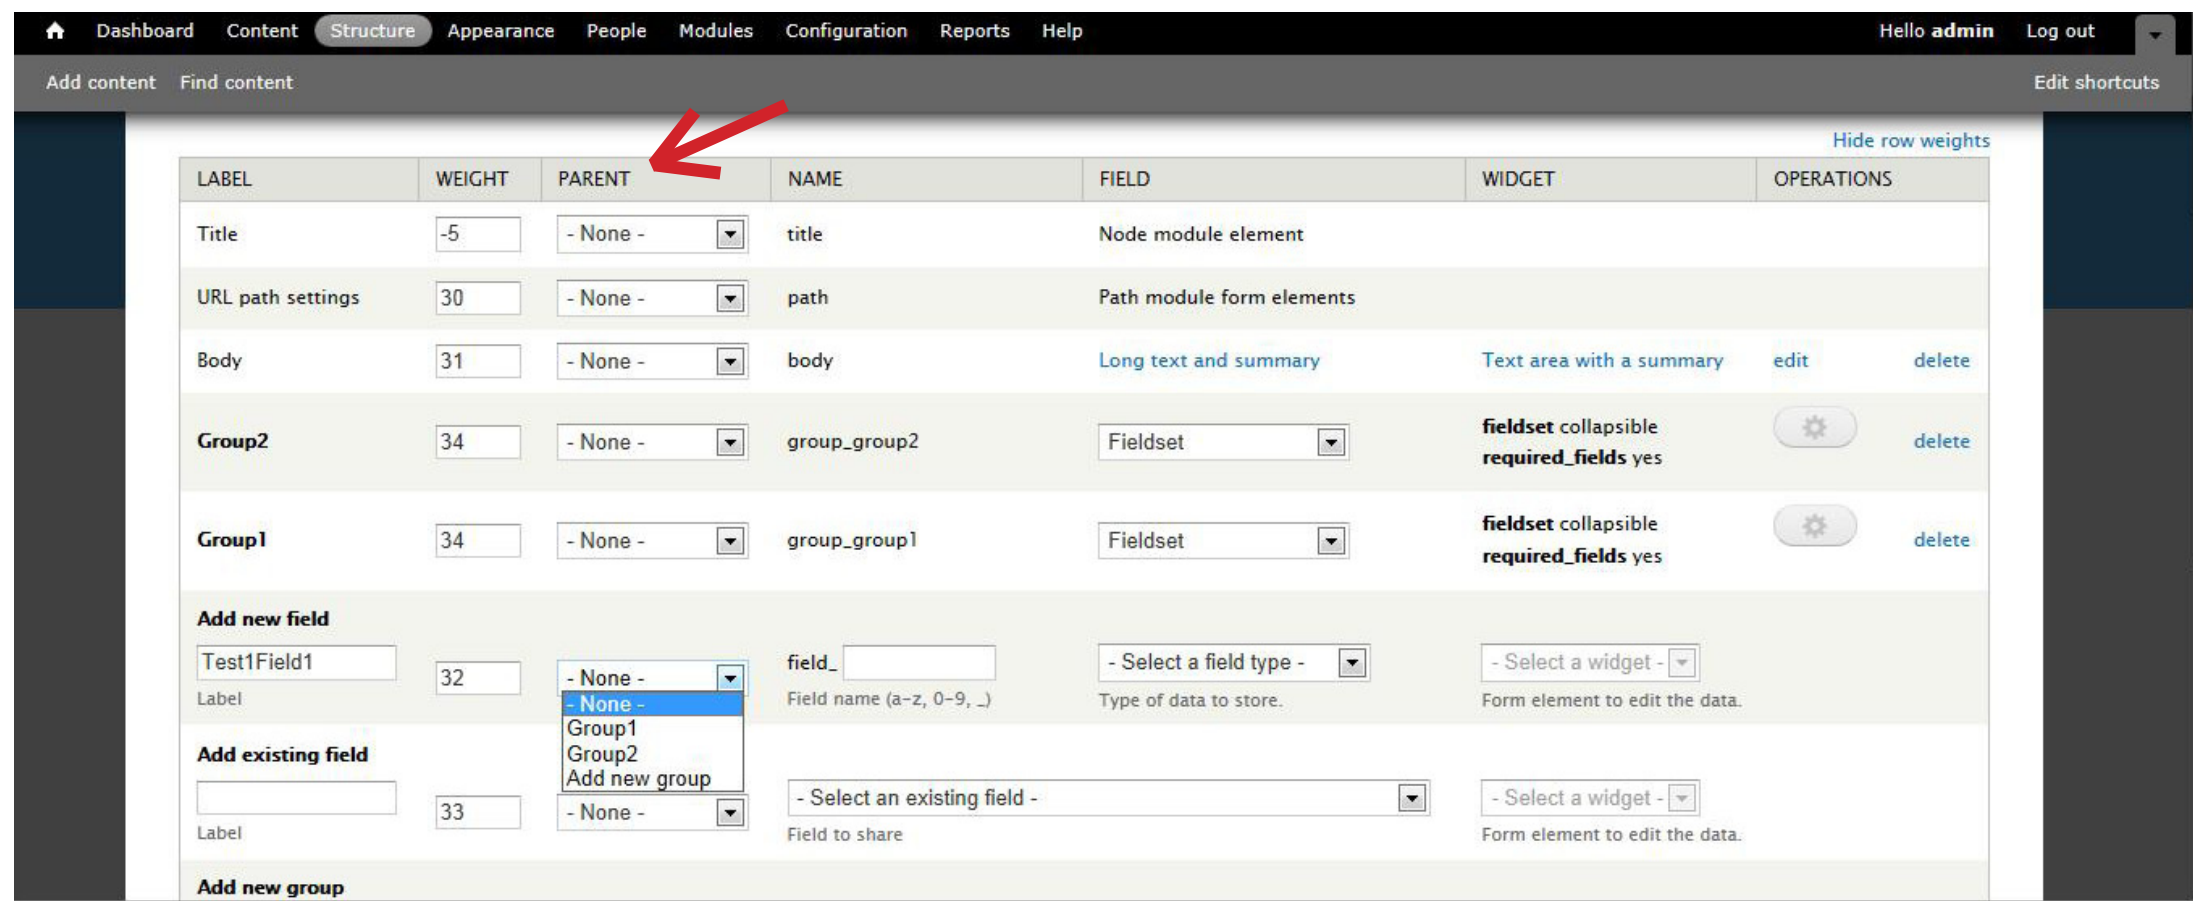 Dashboard Content Structure Appearance People Modules Configuration Reports Help Hello admin Log out
Add content Find content Edit shortcuts
Hide row weights
LABEL WEIGHT PARENT NAME FIELD WIDGET OPERATIONS
Title -5 - None - title Node module element
URL path settings 30 - None - path Path module form elements
Body 31 - None - body Long text and summary Text area with a summary edit delete
Group2 34 - None - group_group2 Fieldset fieldset collapsible delete
required_fields yes
Group1 34 - None - group_group1 Fieldset fieldset collapsible delete
required_fields yes
Add new field
Test1Field1 32 - None - field_ - Select a field type - - Select a widget -
Label - None - Field name (a-z, 0-9, _) Type of data to store. Form element to edit the data.
Group1
Group2
Add new group
Add existing field
33 - None - - Select an existing field - - Select a widget -
Label Field to share Form element to edit the data.
Add new group